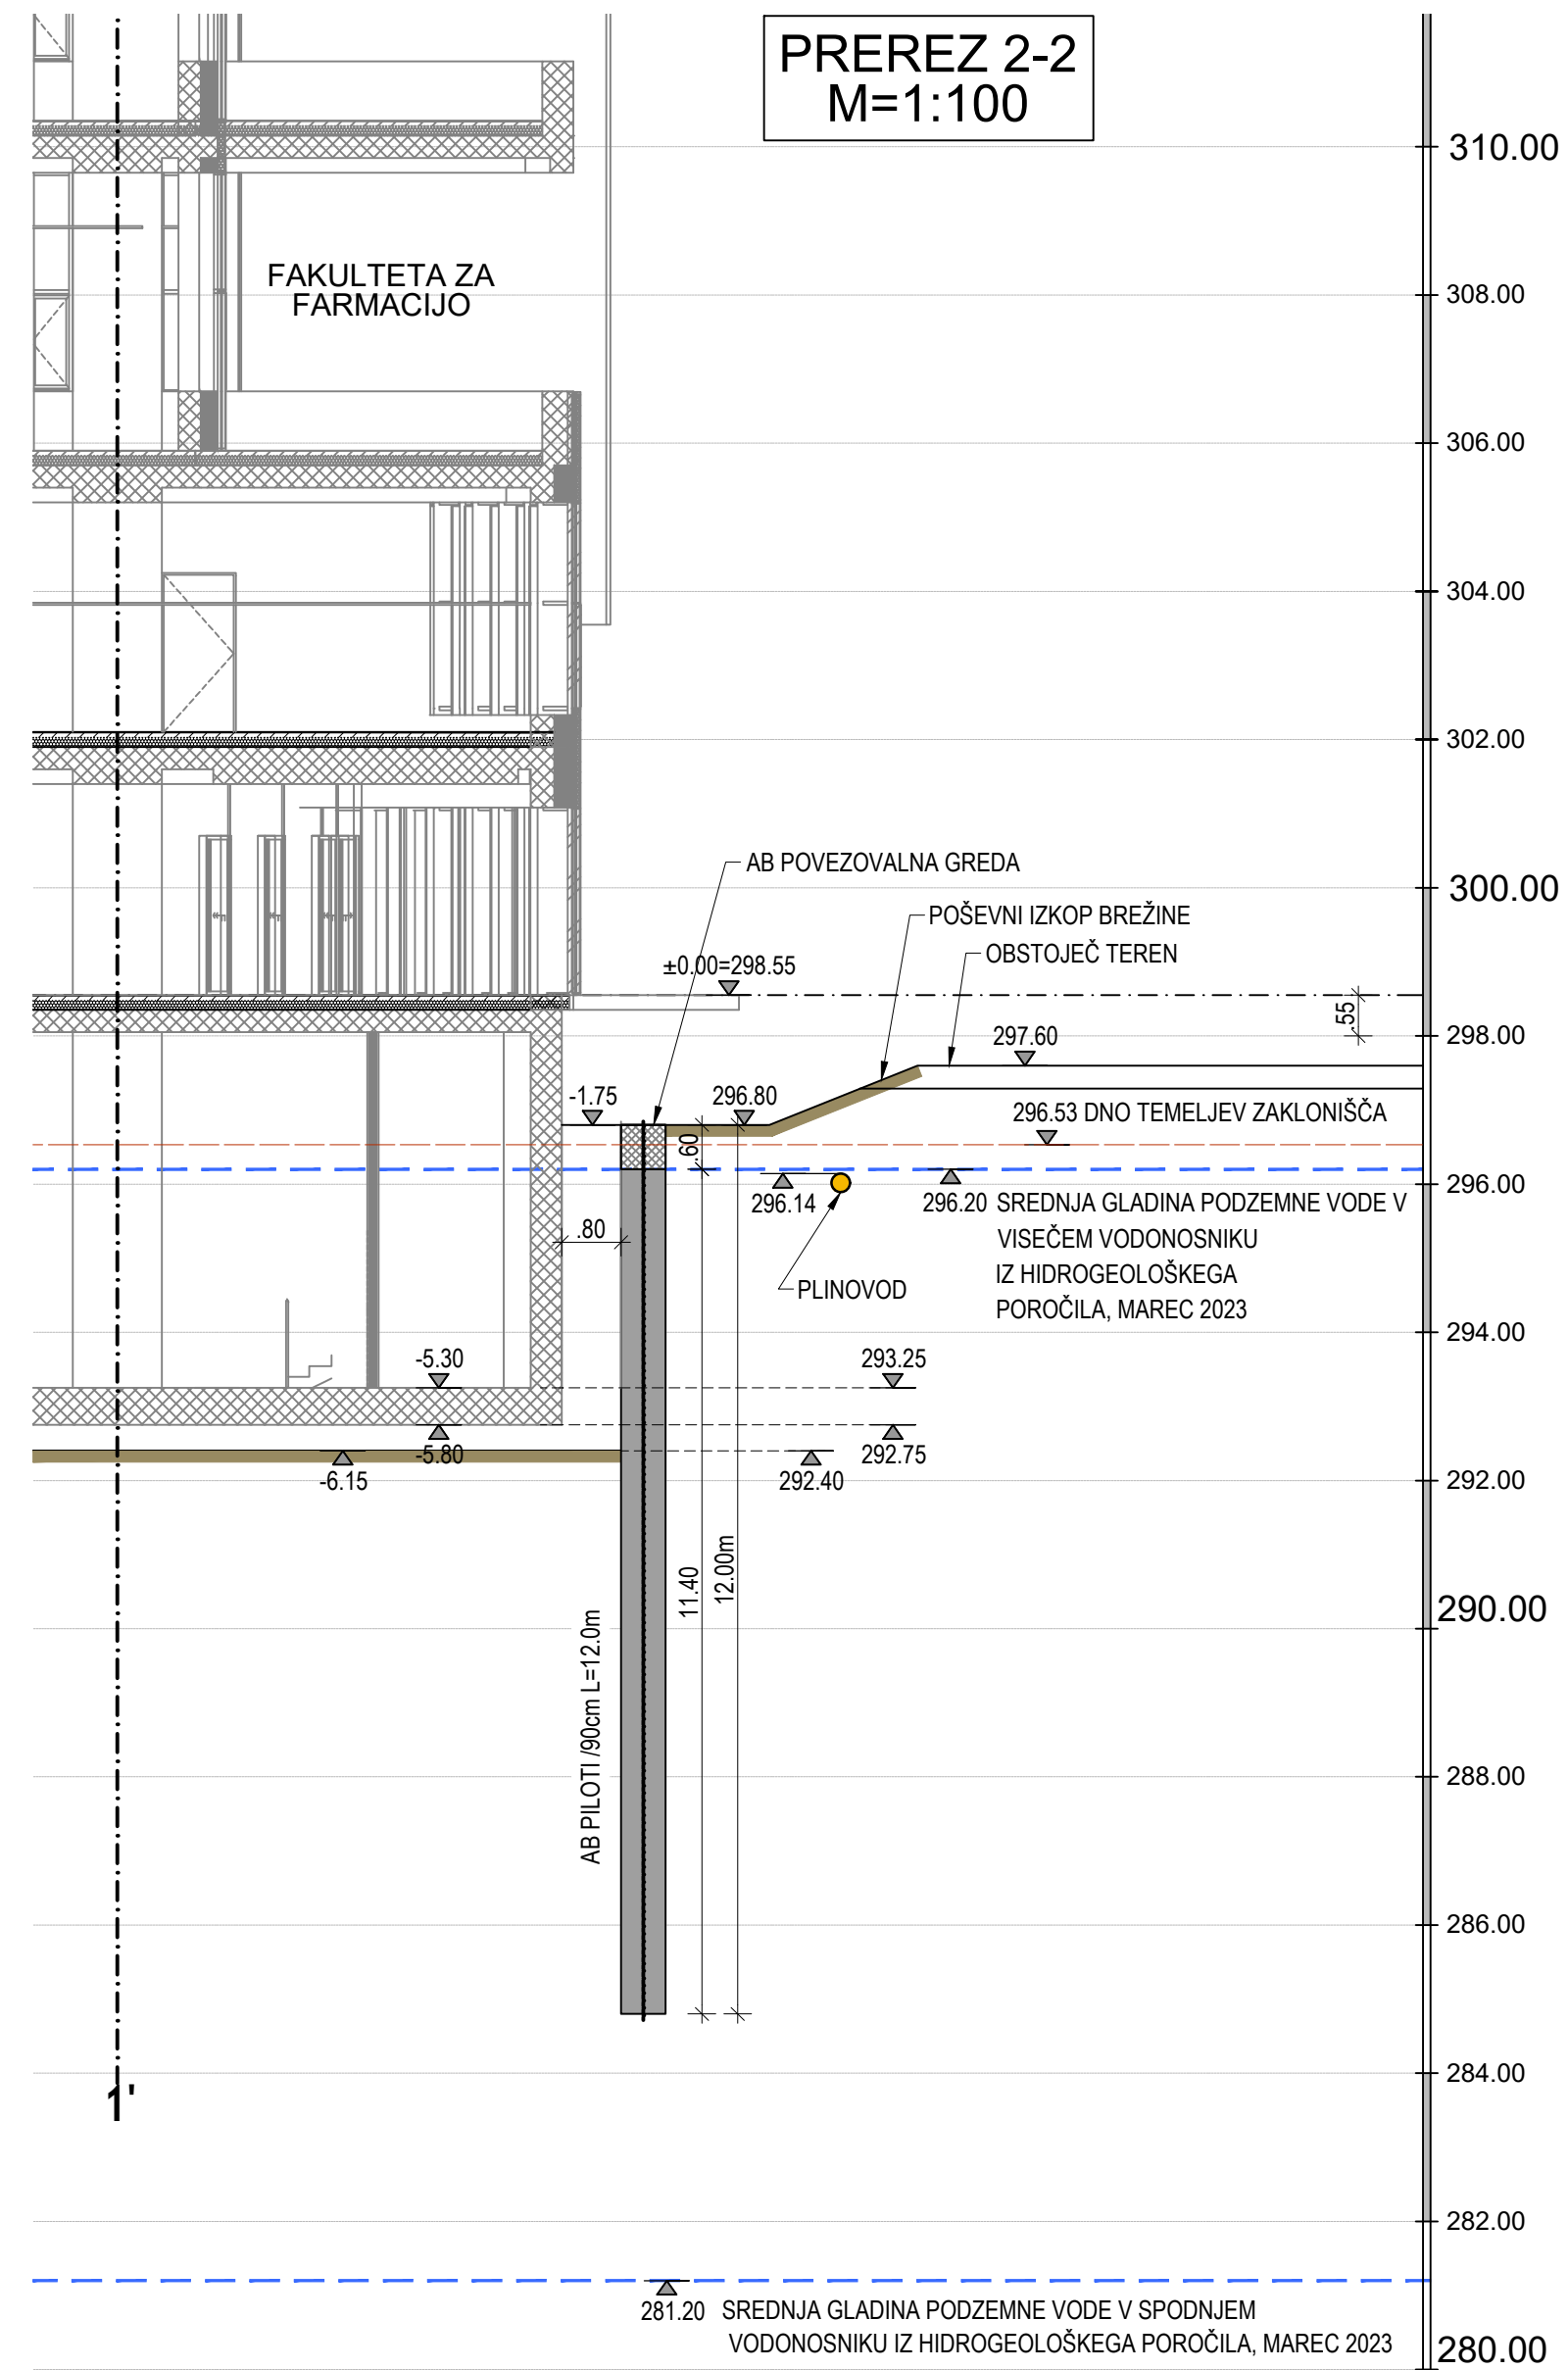 PREREZ 2-2
M=1:100
310.00
FAKULTETA ZA
FARMACIJO
308.00
306.00
304.00
302.00
AB POVEZOVALNA GREDA
300.00
POŠEVNI IZKOP BREŽINE
OBSTOJEČ TEREN
±0.00=298.55
.55
298.00
297.60
-1.75
296.80
296.53 DNO TEMELJEV ZAKLONIŠČA
.60
296.00
296.14
296.20 SREDNJA GLADINA PODZEMNE VODE V
VISEČEM VODONOSNIKU
IZ HIDROGEOLOŠKEGA
POROČILA, MAREC 2023
.80
PLINOVOD
294.00
-5.30
293.25
-5.80
292.75
-6.15
292.40
292.00
11.40
12.00m
290.00
AB PILOTI /90cm L=12.0m
288.00
286.00
284.00
1'
282.00
281.20 SREDNJA GLADINA PODZEMNE VODE V SPODNJEM
VODONOSNIKU IZ HIDROGEOLOŠKEGA POROČILA, MAREC 2023
280.00